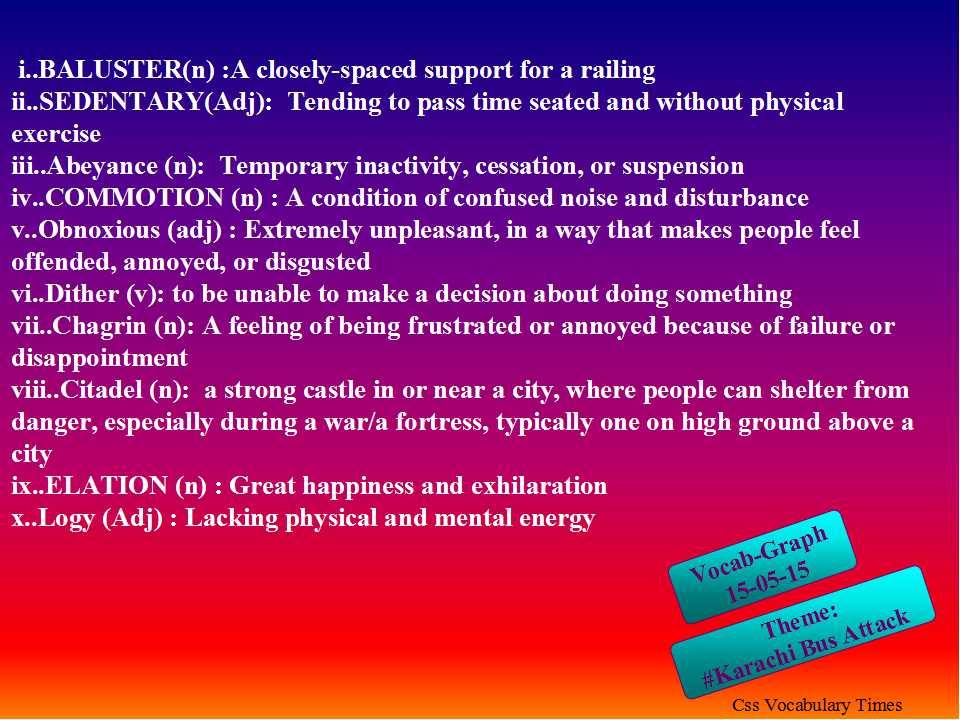 i..BALUSTER(n) :A closely-spaced support for a railing
ii..SEDENTARY(Adj): Tending to pass time seated and without physical
exercise
iii..Abeyance (n): Temporary inactivity, cessation, or suspension
iv..COMMOTION (n) : A condition of confused noise and disturbance
v..Obnoxious (adj) : Extremely unpleasant, in a way that makes people feel
offended, annoyed, or disgusted
vi..Dither (v): to be unable to make a decision about doing something
vii..Chagrin (n): A feeling of being frustrated or annoyed because of failure or
disappointment
viii..Citadel (n): a strong castle in or near a city, where people can shelter from
danger, especially during a war/a fortress, typically one on high ground above a
city
ix..ELATION (n) : Great happiness and exhilaration
x..Logy (Adj) : Lacking physical and mental energy
Vocab-Graph
15-05-15
Theme:
#Karachi Bus Attack
Css Vocabulary Times